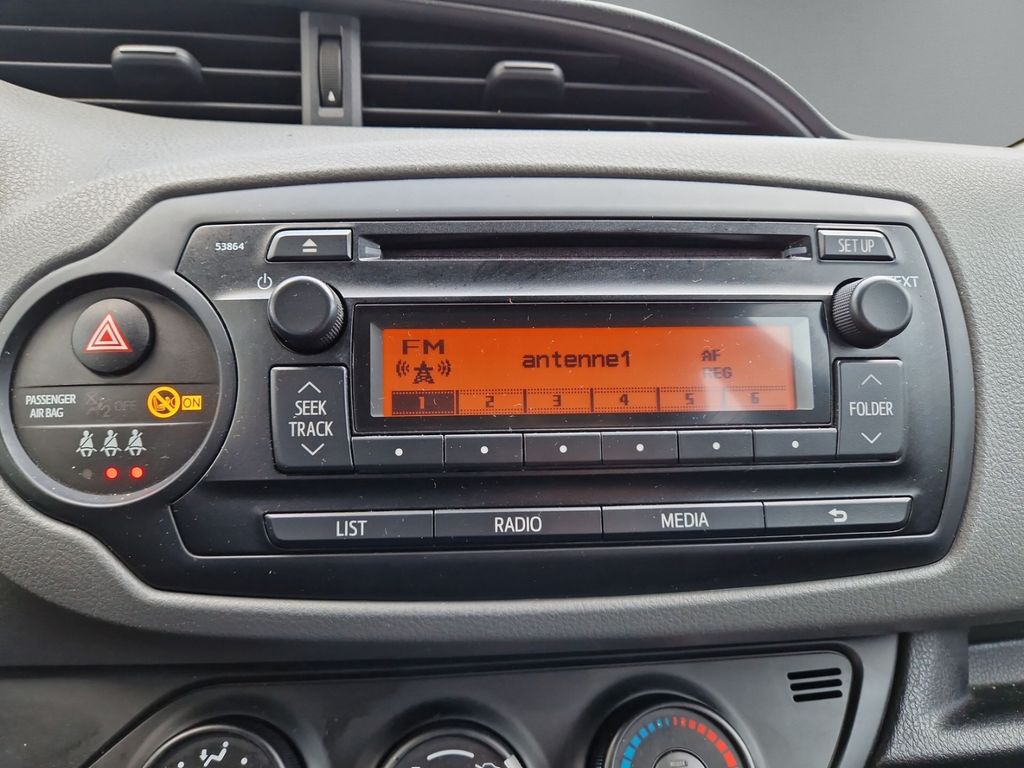 53864
SET UP
TEXT
FM
antenne1
AF
REG
1 2 3 4 5 6
SEEK
TRACK
FOLDER
PASSENGER
AIR BAG
OFF
ON
2
LIST RADIO MEDIA